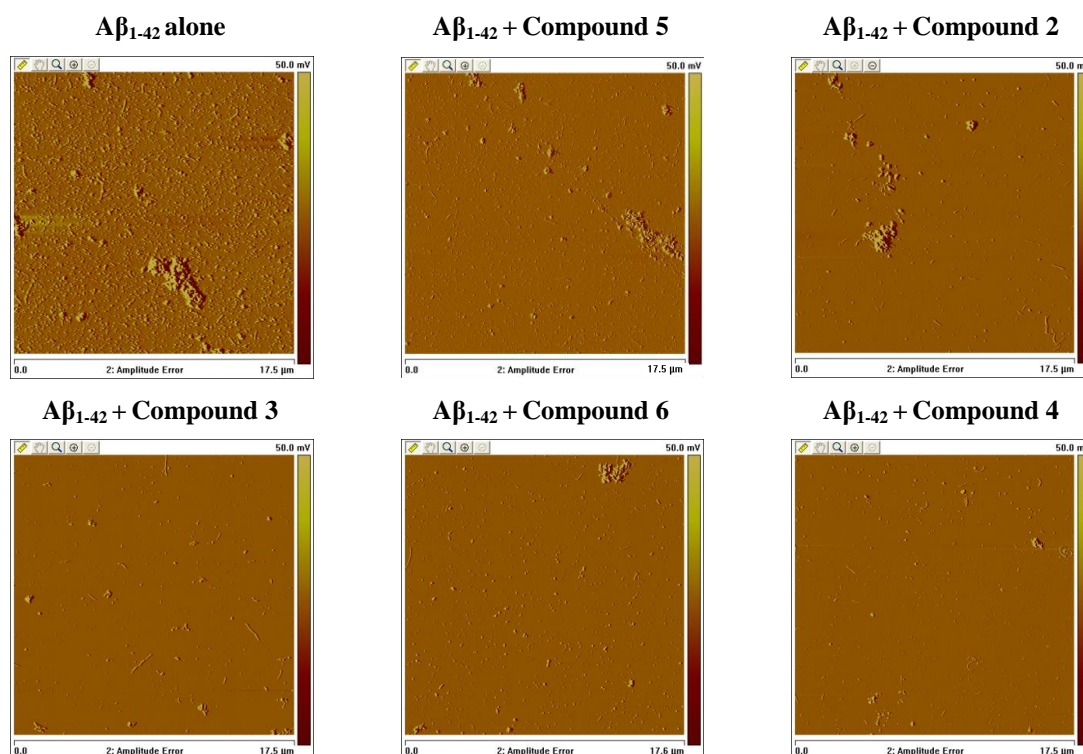 Aβ1-42 alone
Aβ1-42 + Compound 5
Aβ1-42 + Compound 2
50.0 mV
50.0 mV
50.0 m
0.0 2: Amplitude Error 17.5 µm
0.0 2: Amplitude Error 17.5 µm
0.0 2: Amplitude Error 17.5 µm
Aβ1-42 + Compound 3
Aβ1-42 + Compound 6
Aβ1-42 + Compound 4
50.0 mV
50.0 mV
50.0 m
0.0 2: Amplitude Error 17.5 µm
0.0 2: Amplitude Error 17.6 µm
0.0 2: Amplitude Error 17.5 µm